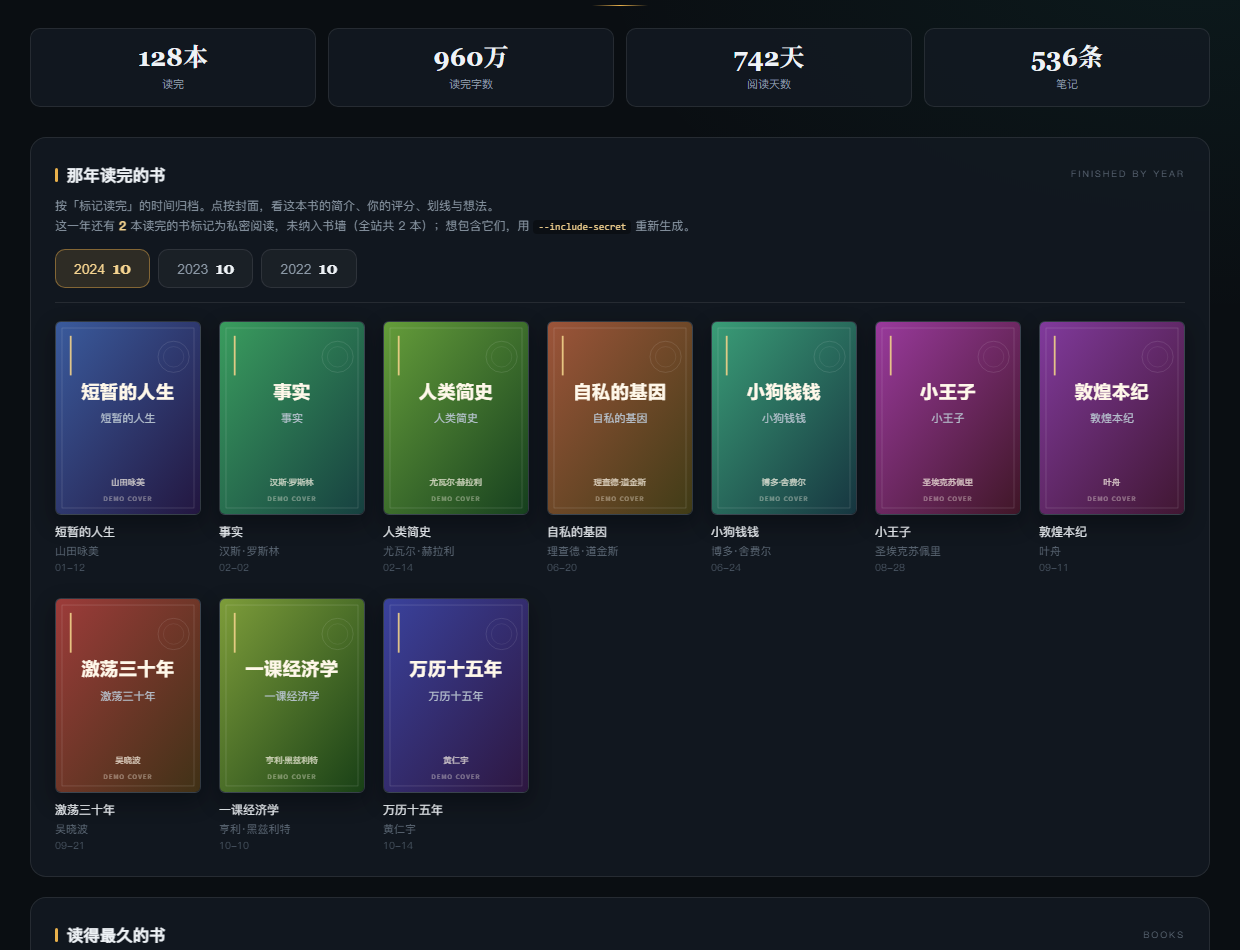 128本
读完
960万
读完字数
742天
阅读天数
536条
笔记
那年读完的书
FINISHED BY YEAR
按「标记读完」的时间归档。点按封面，看这本书的简介、你的评分、划线与想法。
这一年还有 2 本读完的书标记为私密阅读，未纳入书墙（全站共 2 本）；想包含它们，用 --include-secret 重新生成。
2024 10
2023 10
2022 10
短暂的人生
短暂的人生
山田咏美
DEMO COVER
短暂的人生
山田咏美
01–12
事实
事实
汉斯·罗斯林
DEMO COVER
事实
汉斯·罗斯林
02–02
人类简史
人类简史
尤瓦尔·赫拉利
DEMO COVER
人类简史
尤瓦尔·赫拉利
02–14
自私的基因
自私的基因
理查德·道金斯
DEMO COVER
自私的基因
理查德·道金斯
06–20
小狗钱钱
小狗钱钱
博多·舍费尔
DEMO COVER
小狗钱钱
博多·舍费尔
06–24
小王子
小王子
圣埃克苏佩里
DEMO COVER
小王子
圣埃克苏佩里
08–28
敦煌本纪
敦煌本纪
叶舟
DEMO COVER
敦煌本纪
叶舟
09–11
激荡三十年
激荡三十年
吴晓波
DEMO COVER
激荡三十年
吴晓波
09–21
一课经济学
一课经济学
亨利·黑兹利特
DEMO COVER
一课经济学
亨利·黑兹利特
10–10
万历十五年
万历十五年
黄仁宇
DEMO COVER
万历十五年
黄仁宇
10–14
读得最久的书
BOOKS